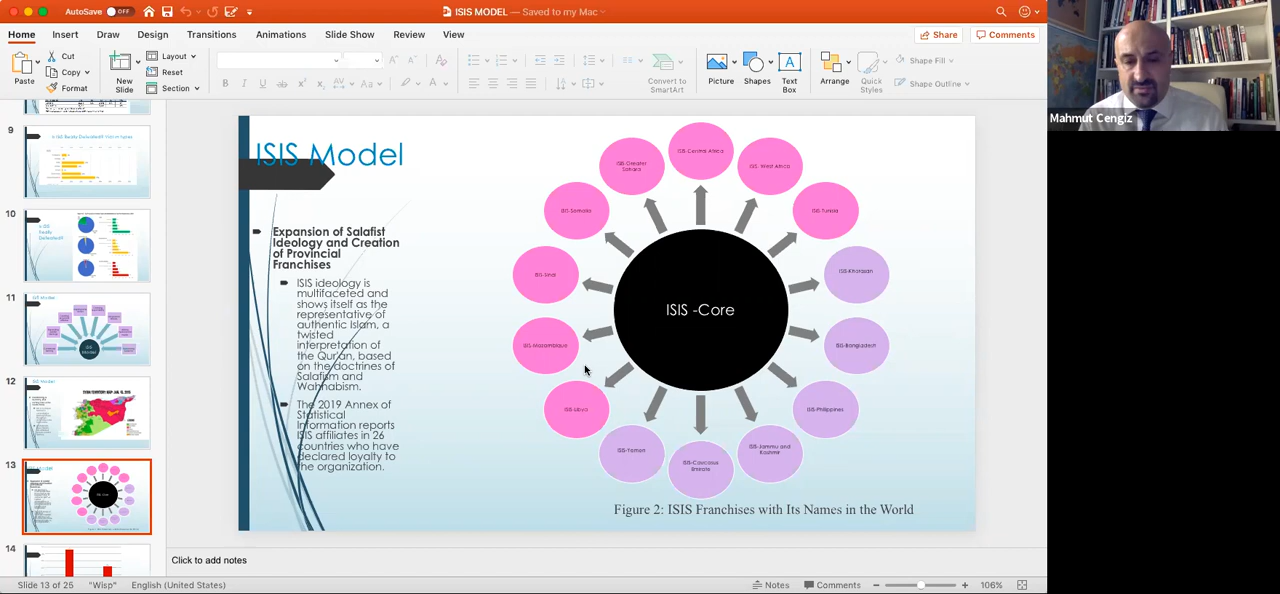 AutoSave OFF
ISIS MODEL — Saved to my Mac
Home Insert Draw Design Transitions Animations Slide Show Review View
Share Comments
Paste
Cut
Copy
Format
New Slide
Layout
Reset
Section
Convert to SmartArt
Picture
Shapes
Text Box
Arrange
Quick Styles
Shape Fill
Shape Outline
Mahmut Cengiz
9
10
11
12
13
14
ISIS Model
Expansion of Salafist
Ideology and Creation
of Provincial
Franchises
ISIS ideology is
multifaceted and
shows itself as the
representative of
authentic Islam, a
twisted
interpretation of
the Qur'an, based
on the doctrines of
Salafism and
Wahhabism.
The 2019 Annex of
Statistical
Information reports
ISIS affiliates in 26
countries who have
declared loyalty to
the organization.
ISIS -Core
ISIS-Central Africa
ISIS- West Africa
ISIS-Tunisia
ISIS-Khorasan
ISIS-Bangladesh
ISIS-Philippines
ISIS-Jammu and
Kashmir
ISIS-Caucasus
Emirate
ISIS-Yemen
ISIS-Libya
ISIS-Mozambique
ISIS-Sinai
ISIS-Somalia
ISIS-Greater
Sahara
Figure 2: ISIS Franchises with Its Names in the World
Click to add notes
Slide 13 of 25 "Wisp" English (United States)
Notes Comments 106%